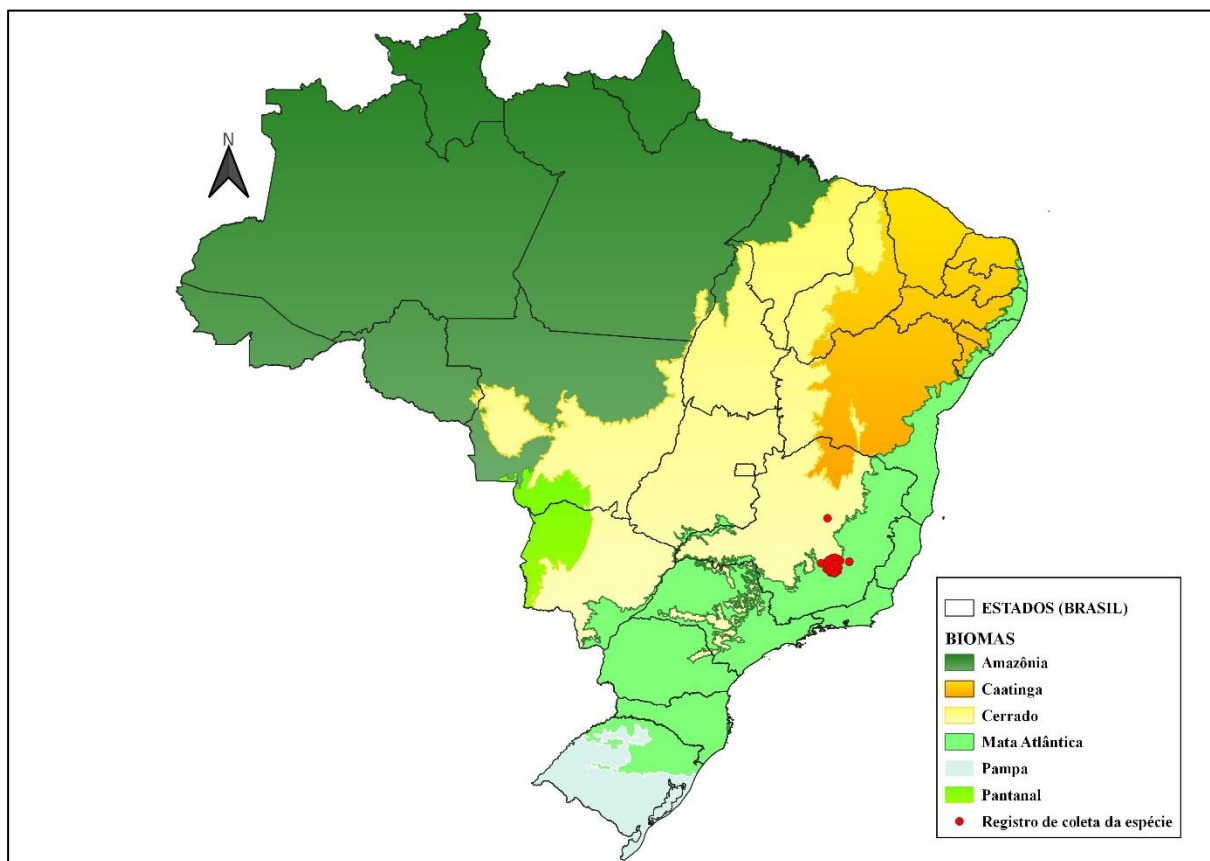 N
ESTADOS (BRASIL)
BIOMAS
Amazônia
Caatinga
Cerrado
Mata Atlântica
Pampa
Pantanal
Registro de coleta da espécie